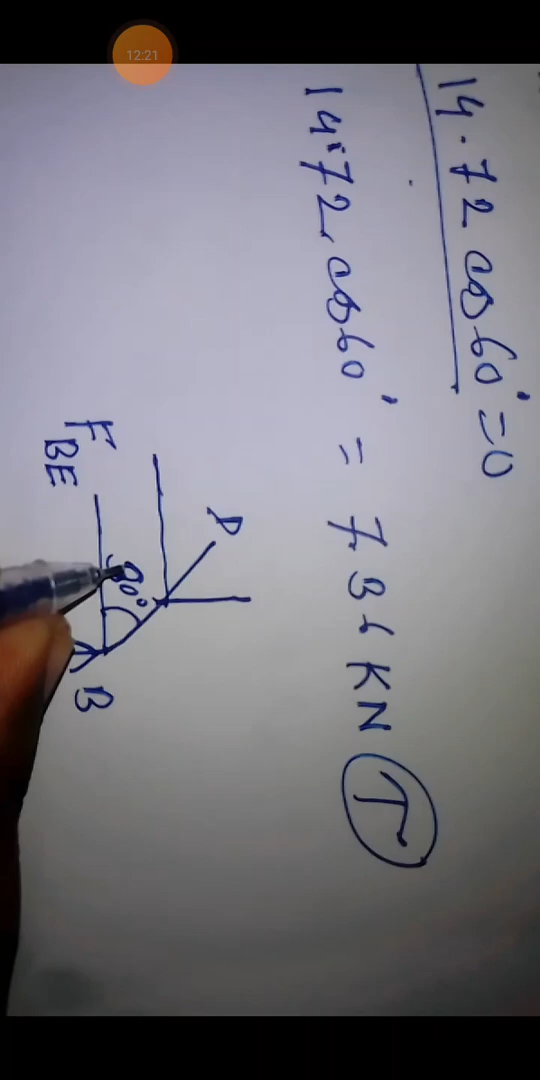 12:21
14.72 cos 60° = 0
14.72 cos 60° = 7.36 KN T
D
F
BE
30°
B